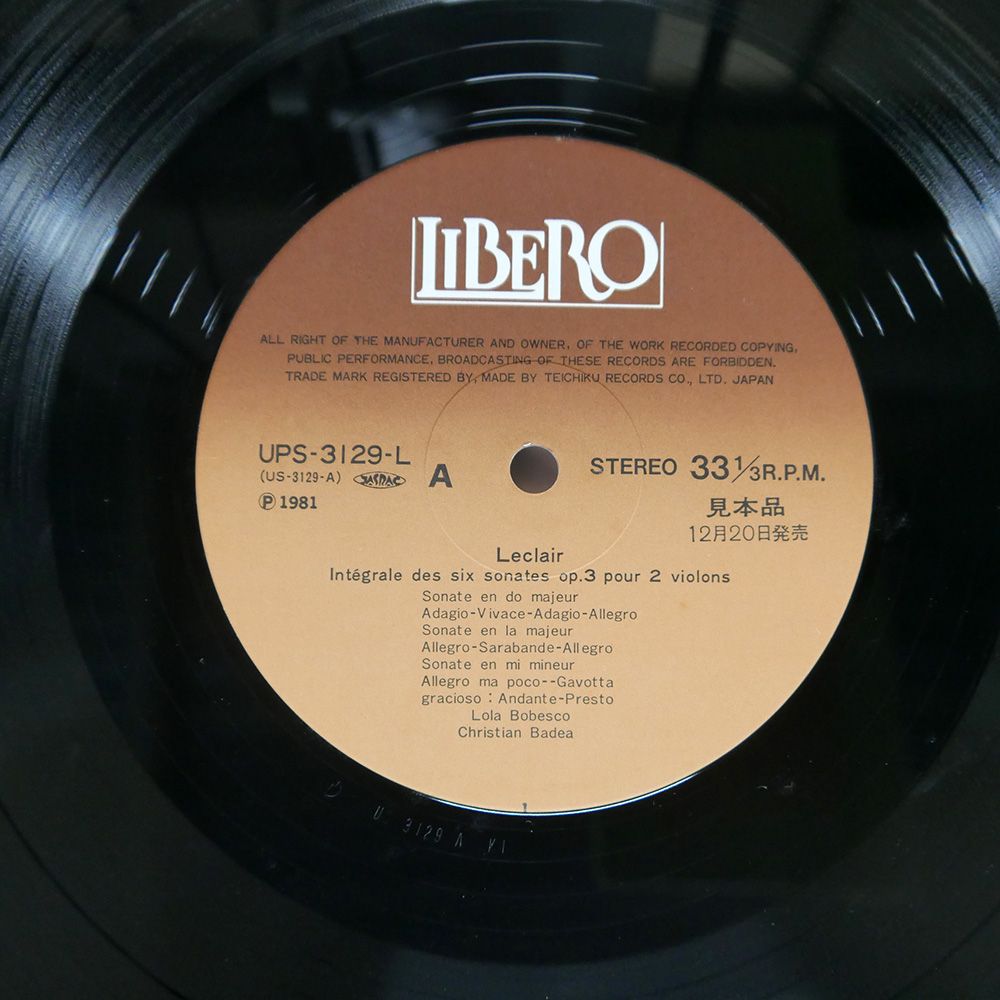 LIBERO
ALL RIGHT OF THE MANUFACTURER AND OWNER, OF THE WORK RECORDED COPYING,
PUBLIC PERFORMANCE, BROADCASTING OF THESE RECORDS ARE FORBIDDEN.
TRADE MARK REGISTERED BY, MADE BY TEICHIKU RECORDS CO., LTD. JAPAN
UPS-3129-L A STEREO 33 1/3 R.P.M.
(US-3129-A) JASRAC
℗ 1981 見本品
12月20日発売
Leclair
Intégrale des six sonates op.3 pour 2 violons
Sonate en do majeur
Adagio-Vivace-Adagio-Allegro
Sonate en la majeur
Allegro-Sarabande-Allegro
Sonate en mi mineur
Allegro ma poco--Gavotta
gracioso : Andante-Presto
Lola Bobesco
Christian Badea
3129 A